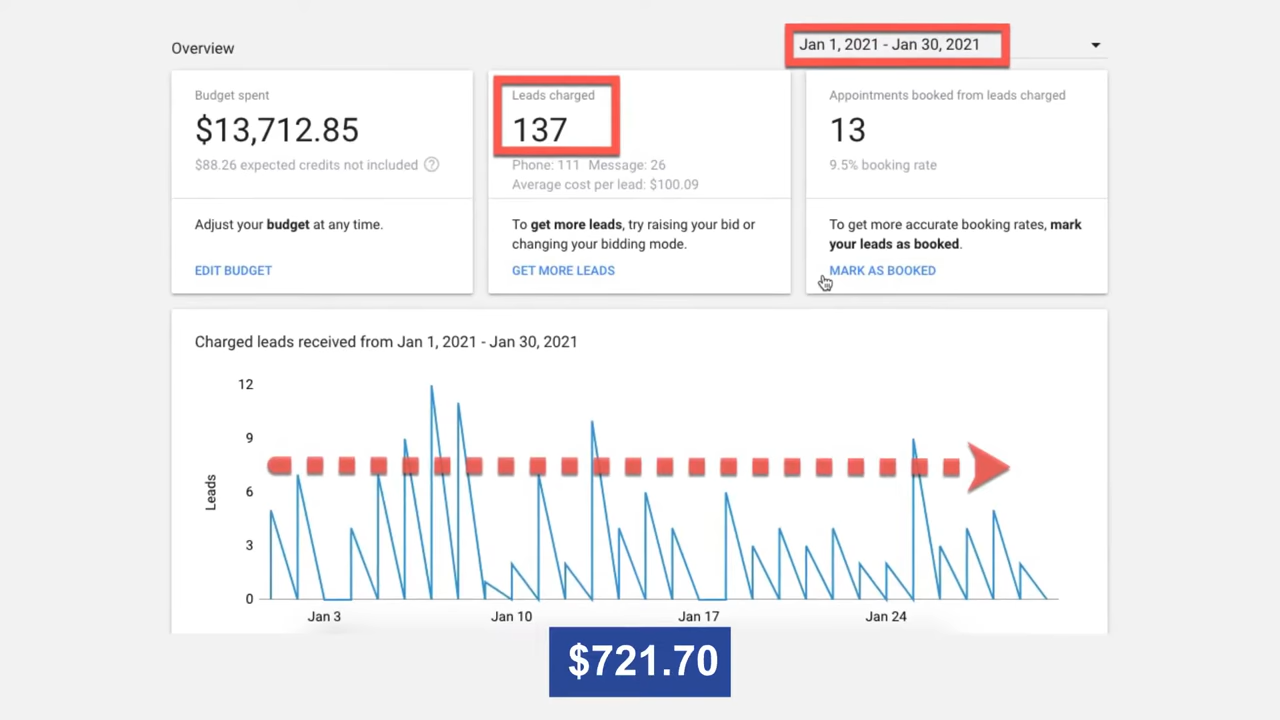 Overview
Jan 1, 2021 - Jan 30, 2021
Budget spent
$13,712.85
$88.26 expected credits not included ?
Adjust your budget at any time.
EDIT BUDGET
Leads charged
137
Phone: 111 Message: 26
Average cost per lead: $100.09
To get more leads, try raising your bid or
changing your bidding mode.
GET MORE LEADS
Appointments booked from leads charged
13
9.5% booking rate
To get more accurate booking rates, mark
your leads as booked.
MARK AS BOOKED
Charged leads received from Jan 1, 2021 - Jan 30, 2021
12
9
6
3
0
Leads
Jan 3 Jan 10 Jan 17 Jan 24
$721.70